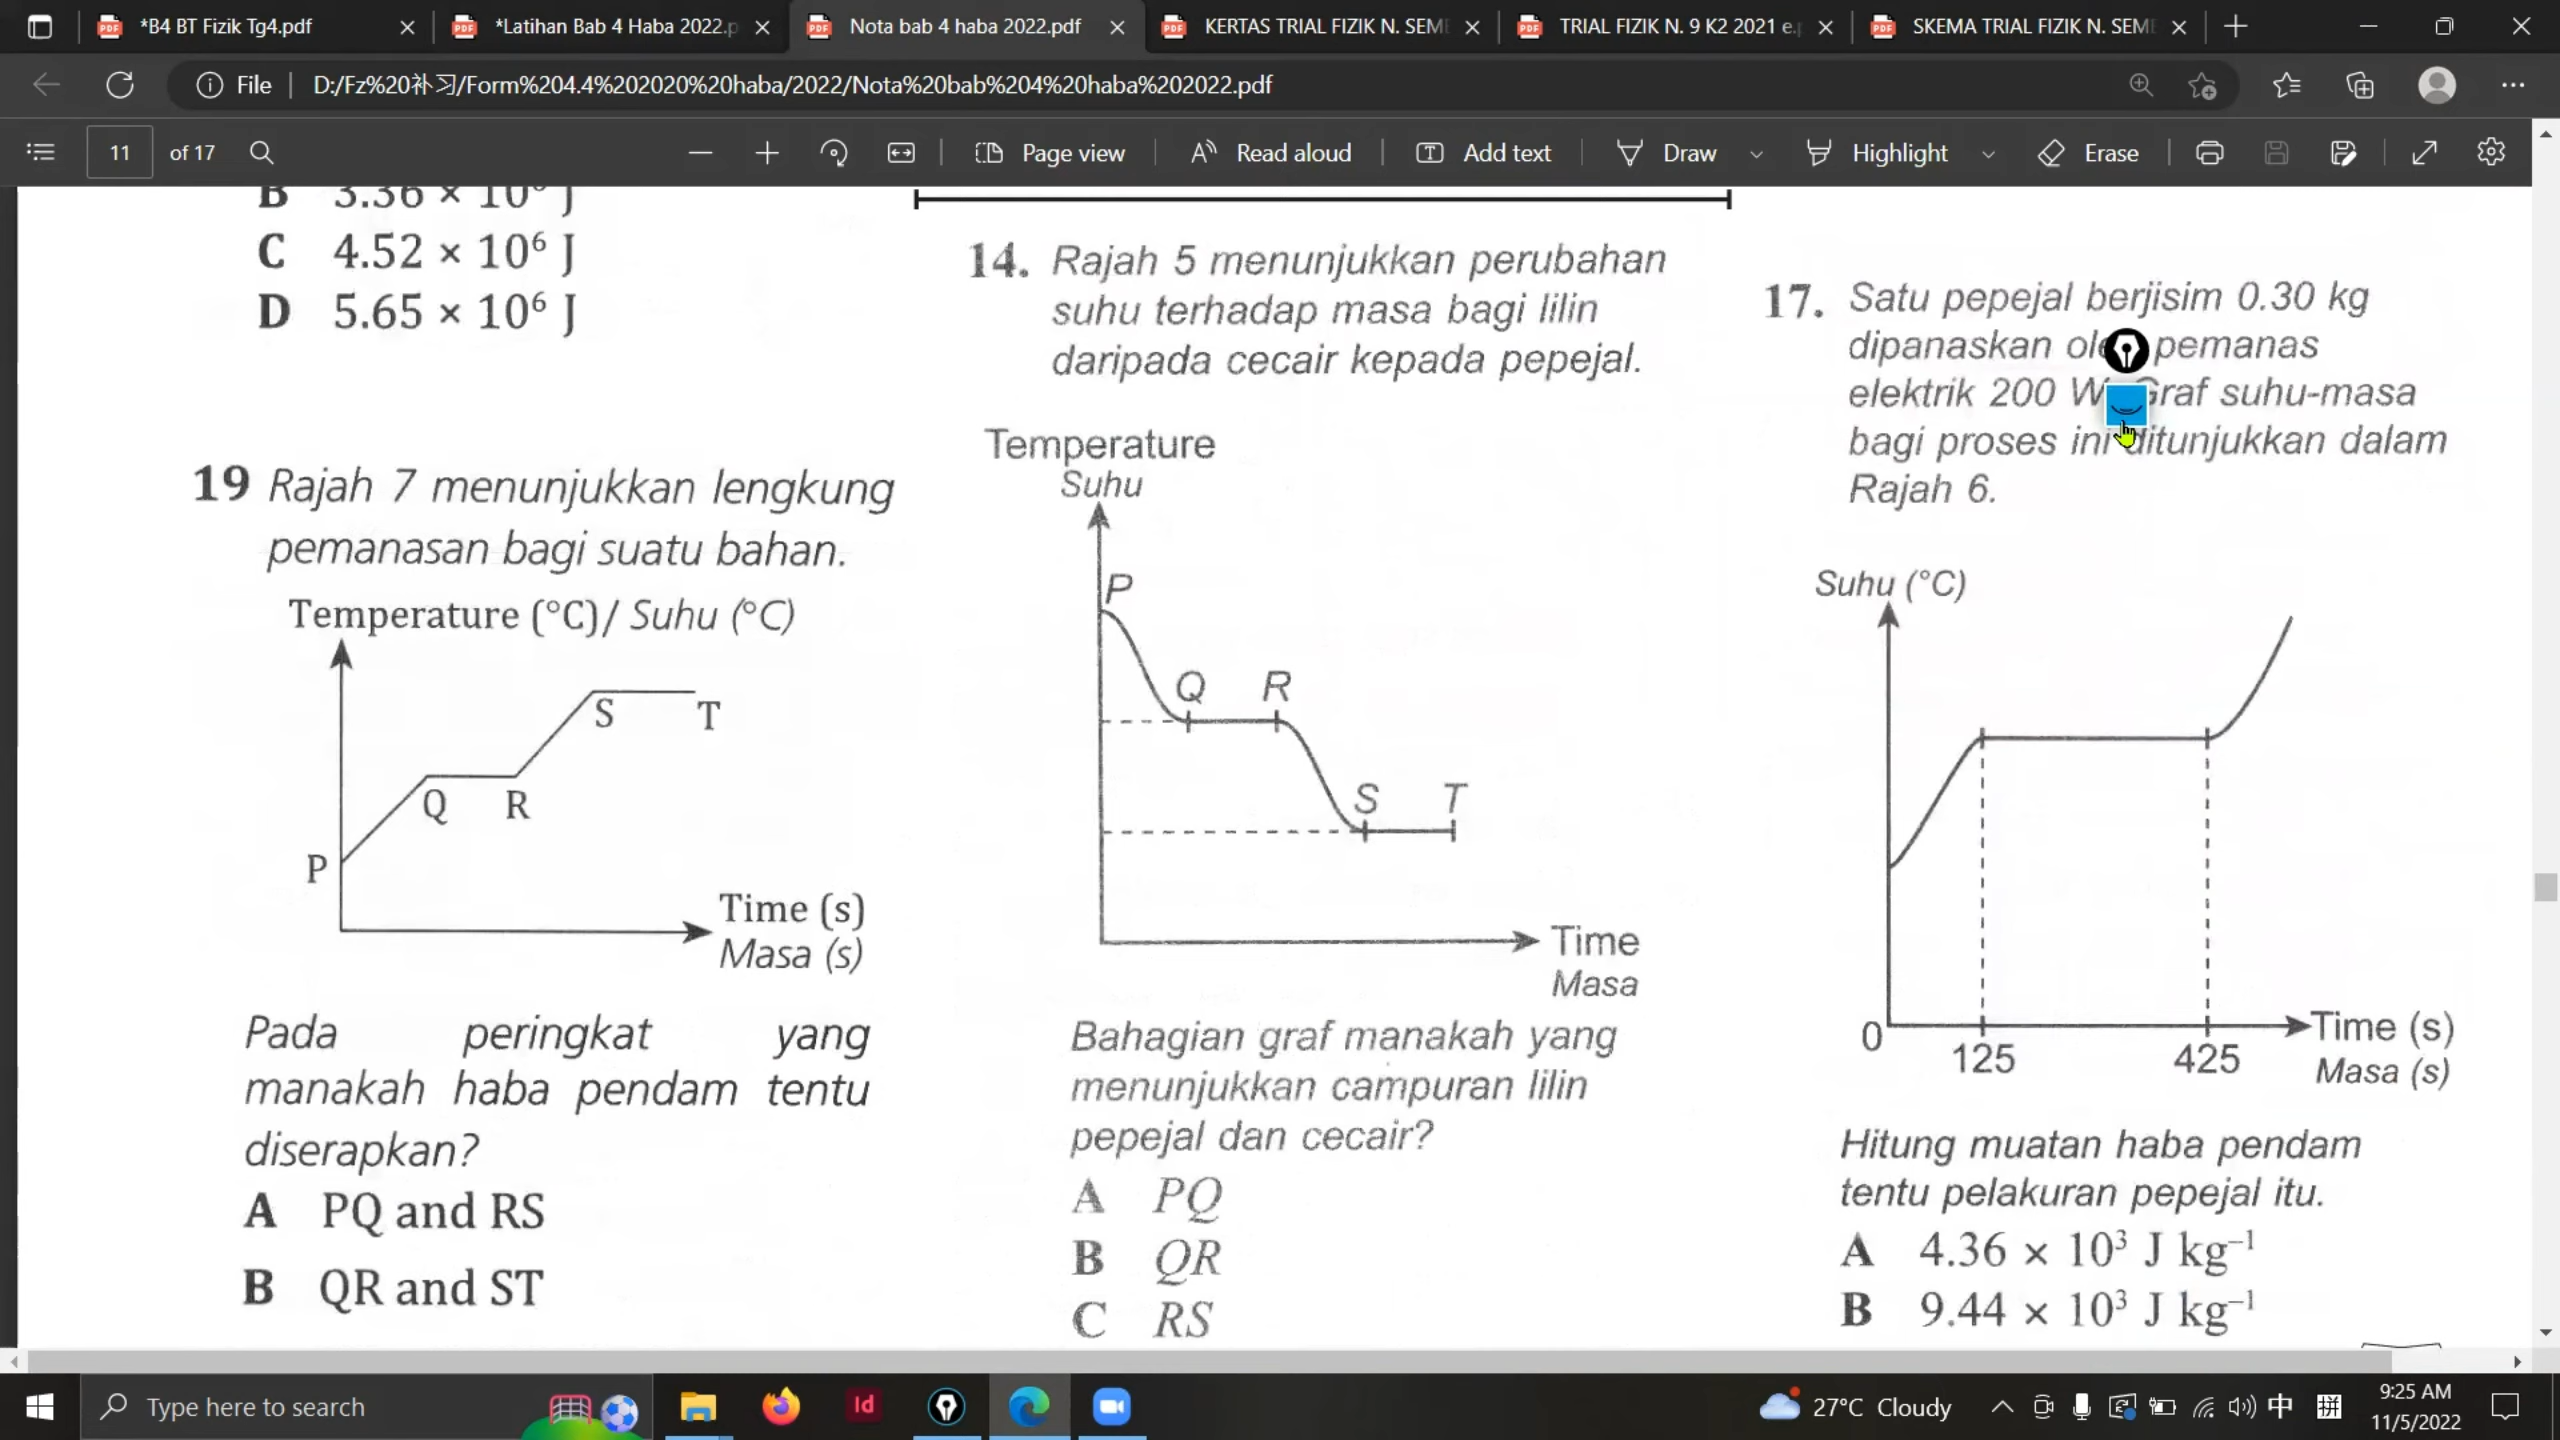 *B4 BT Fizik Tg4.pdf
*Latihan Bab 4 Haba 2022.p
Nota bab 4 haba 2022.pdf
KERTAS TRIAL FIZIK N. SEM
TRIAL FIZIK N. 9 K2 2021 e.
SKEMA TRIAL FIZIK N. SEM
File
D:/Fz%20补习/Form%204.4%202020%20haba/2022/Nota%20bab%204%20haba%202022.pdf
11 of 17
Page view
Read aloud
Add text
Draw
Highlight
Erase
B 3.36 × 10⁶ J
C 4.52 × 10⁶ J
D 5.65 × 10⁶ J
19 Rajah 7 menunjukkan lengkung
pemanasan bagi suatu bahan.
Temperature (°C)/ Suhu (°C)
S
T
Q
R
P
Time (s)
Masa (s)
Pada peringkat yang
manakah haba pendam tentu
diserapkan?
A PQ and RS
B QR and ST
14. Rajah 5 menunjukkan perubahan
suhu terhadap masa bagi lilin
daripada cecair kepada pepejal.
Temperature
Suhu
P
Q
R
S
T
Time
Masa
Bahagian graf manakah yang
menunjukkan campuran lilin
pepejal dan cecair?
A PQ
B QR
C RS
17. Satu pepejal berjisim 0.30 kg
dipanaskan pemanas
elektrik 200 W. Graf suhu-masa
bagi proses ini ditunjukkan dalam
Rajah 6.
Suhu (°C)
0
125
425
Time (s)
Masa (s)
Hitung muatan haba pendam
tentu pelakuran pepejal itu.
A 4.36 × 10³ J kg⁻¹
B 9.44 × 10³ J kg⁻¹
Type here to search
Id
27°C Cloudy
中
拼
9:25 AM
11/5/2022